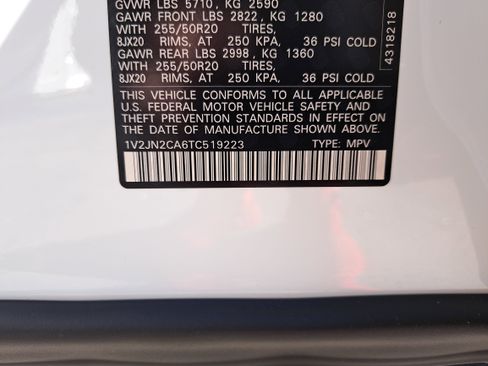 GVWR LBS 5710, KG 2590
GAWR FRONT LBS 2822, KG 1280
WITH 255/50R20 TIRES,
8JX20 RIMS, AT 250 KPA, 36 PSI COLD
GAWR REAR LBS 2998, KG 1360
WITH 255/50R20 TIRES,
8JX20 RIMS, AT 250 KPA, 36 PSI COLD
THIS VEHICLE CONFORMS TO ALL APPLICABLE
U.S. FEDERAL MOTOR VEHICLE SAFETY AND
THEFT PREVENTION STANDARDS IN EFFECT ON
THE DATE OF MANUFACTURE SHOWN ABOVE.
1V2JN2CA6TC519223 TYPE: MPV
4318218